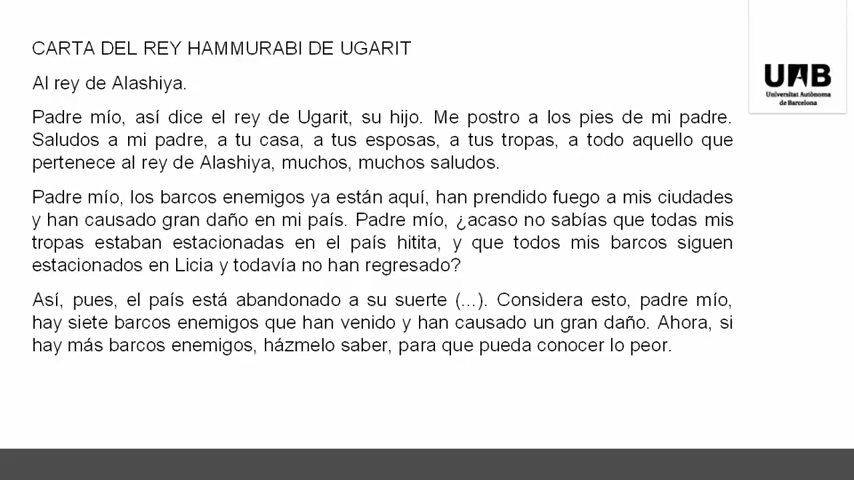 CARTA DEL REY HAMMURABI DE UGARIT
Al rey de Alashiya.
Padre mío, así dice el rey de Ugarit, su hijo. Me postro a los pies de mi padre.
Saludos a mi padre, a tu casa, a tus esposas, a tus tropas, a todo aquello que
pertenece al rey de Alashiya, muchos, muchos saludos.
Padre mío, los barcos enemigos ya están aquí, han prendido fuego a mis ciudades
y han causado gran daño en mi país. Padre mío, ¿acaso no sabías que todas mis
tropas estaban estacionadas en el país hitita, y que todos mis barcos siguen
estacionados en Licia y todavía no han regresado?
Así, pues, el país está abandonado a su suerte (...). Considera esto, padre mío,
hay siete barcos enemigos que han venido y han causado un gran daño. Ahora, si
hay más barcos enemigos, házmelo saber, para que pueda conocer lo peor.
UAB
Universitat Autònoma
de Barcelona